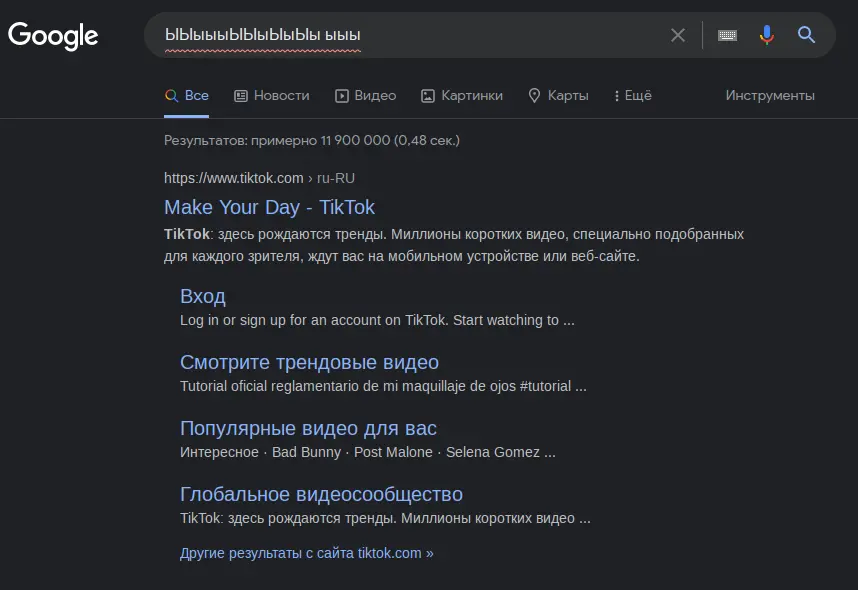 Google
ЫЫыыыЫЫыЫыЫыЫы ыыы
Все Новости Видео Картинки Карты Ещё Инструменты
Результатов: примерно 11 900 000 (0,48 сек.)
https://www.tiktok.com › ru-RU
Make Your Day - TikTok
TikTok: здесь рождаются тренды. Миллионы коротких видео, специально подобранных
для каждого зрителя, ждут вас на мобильном устройстве или веб-сайте.
Вход
Log in or sign up for an account on TikTok. Start watching to ...
Смотрите трендовые видео
Tutorial oficial reglamentario de mi maquillaje de ojos #tutorial ...
Популярные видео для вас
Интересное · Bad Bunny · Post Malone · Selena Gomez ...
Глобальное видеосообщество
TikTok: здесь рождаются тренды. Миллионы коротких видео ...
Другие результаты с сайта tiktok.com »